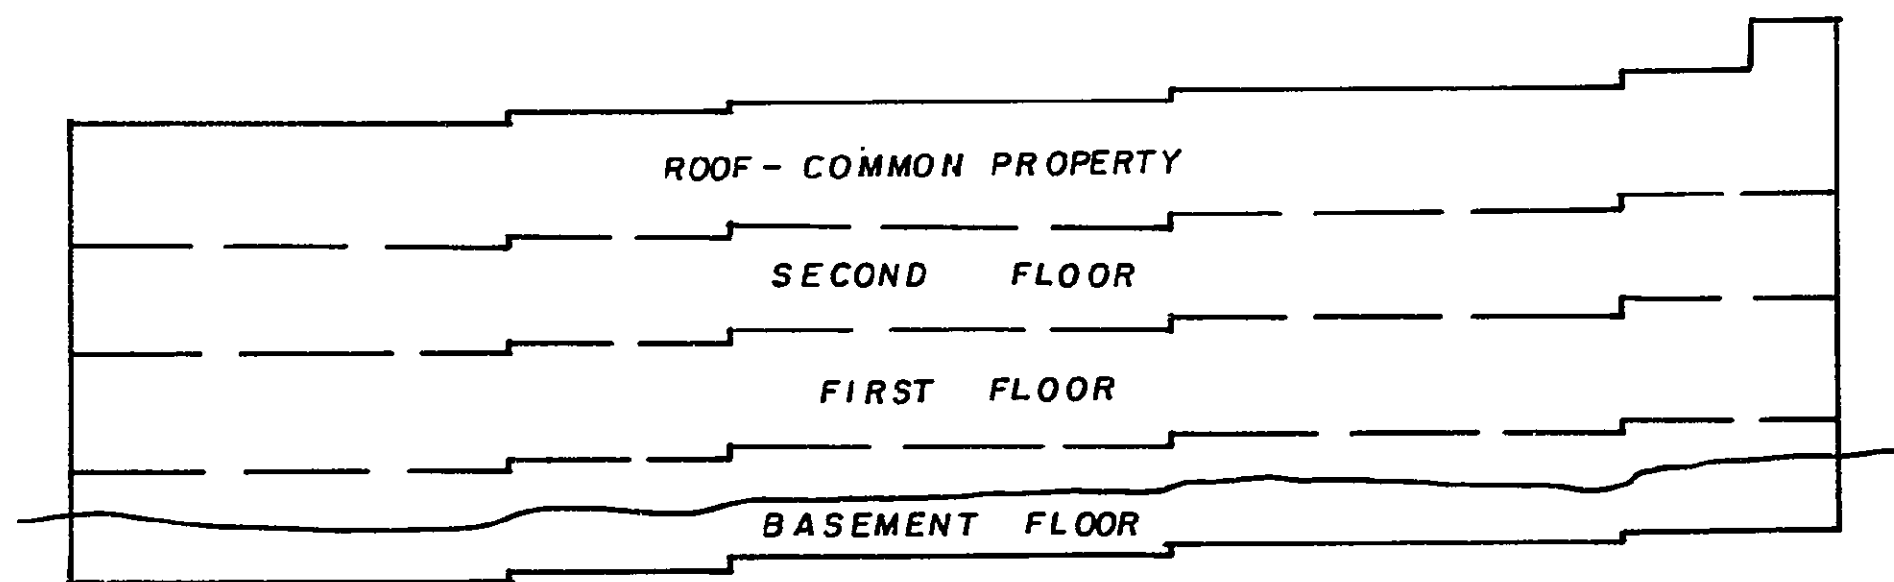 ROOF - COMMON PROPERTY
SECOND FLOOR
FIRST FLOOR
BASEMENT FLOOR